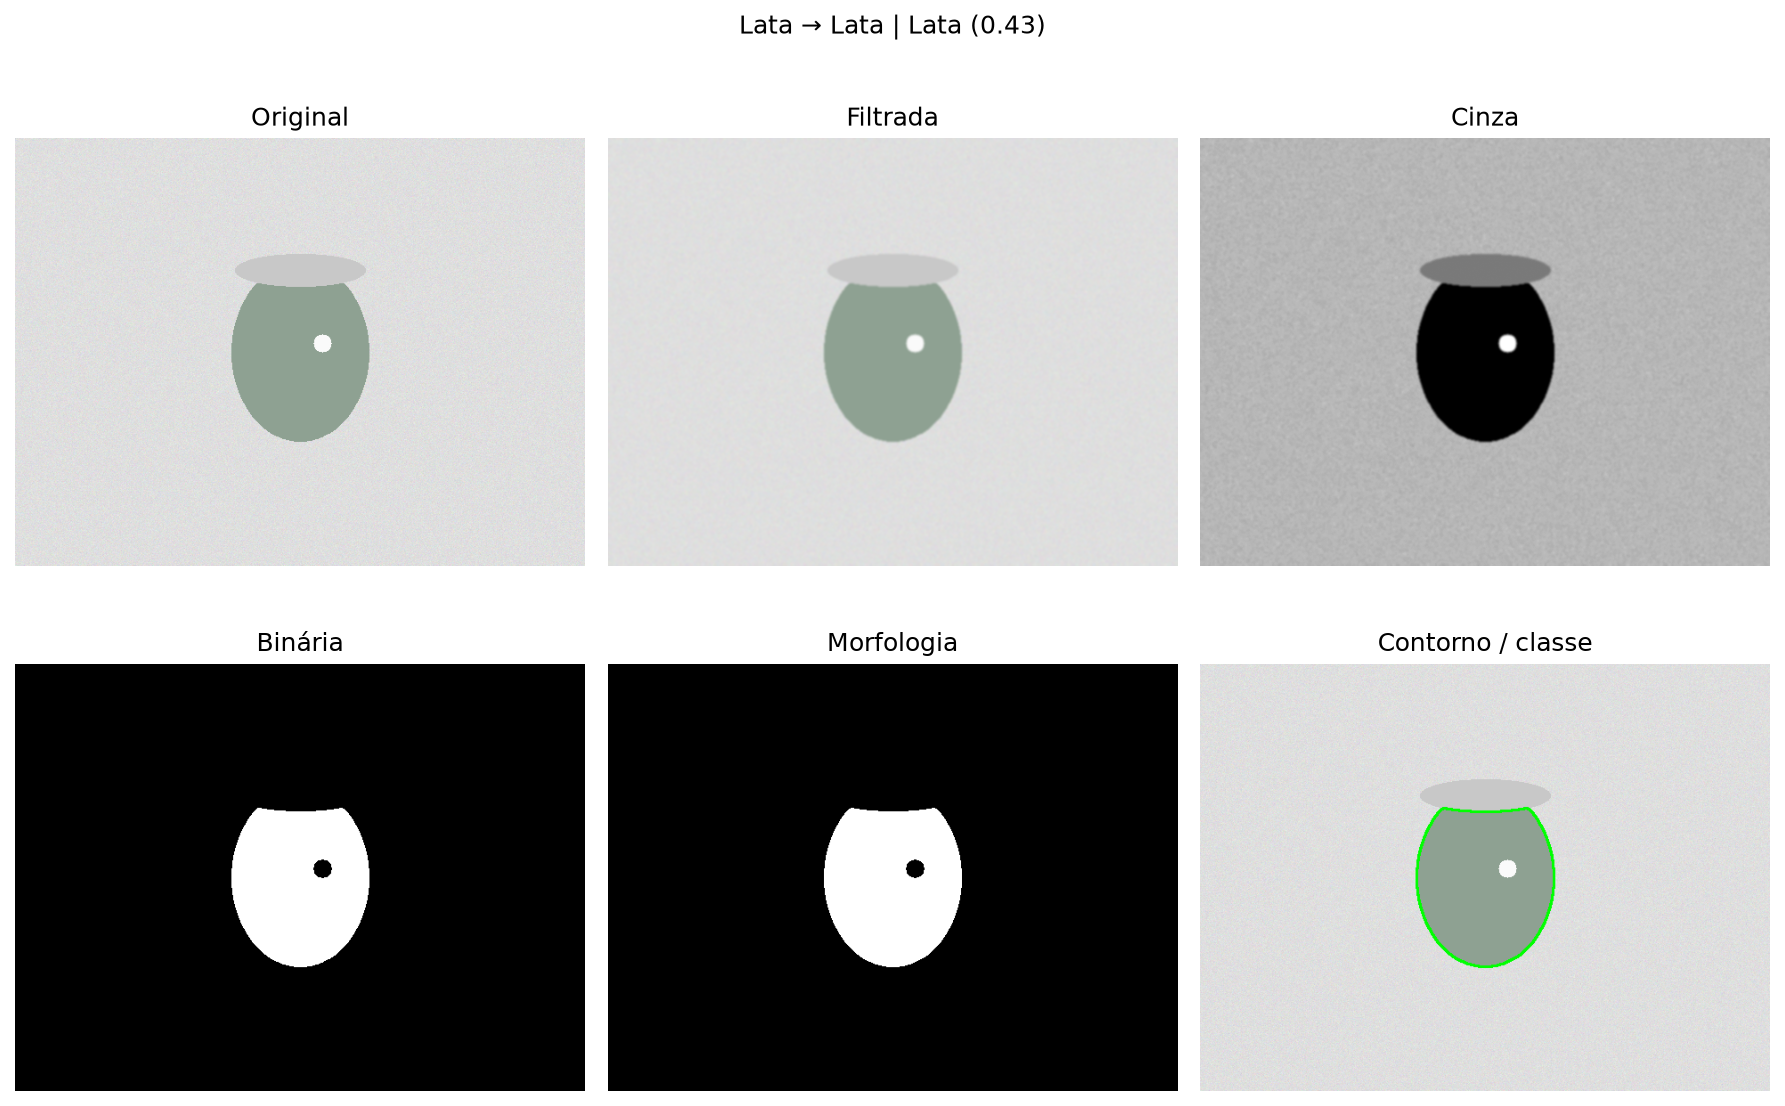 Lata → Lata | Lata (0.43)
Original
Filtrada
Cinza
Binária
Morfologia
Contorno / classe